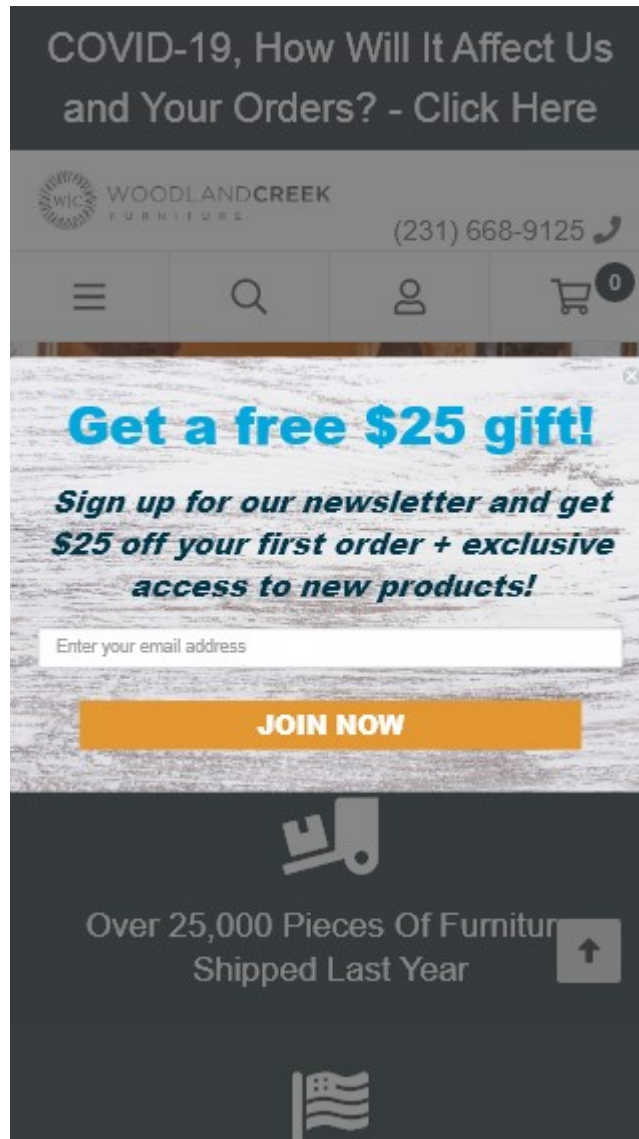 COVID-19, How Will It Affect Us
and Your Orders? - Click Here
W|C
WOODLANDCREEK
FURNITURE
(231) 668-9125
0
Get a free $25 gift!
Sign up for our newsletter and get
$25 off your first order + exclusive
access to new products!
Enter your email address
JOIN NOW
Over 25,000 Pieces Of Furnitur
Shipped Last Year